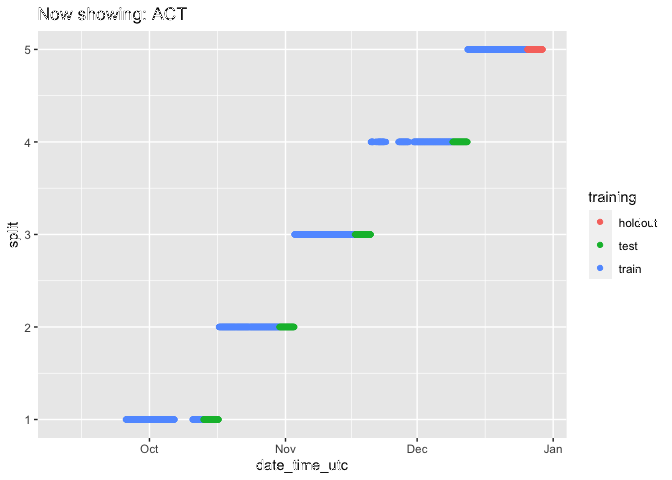 Now showing: ACT
5
4
3
2
1
split
Oct
Nov
Dec
Jan
date_time_utc
training
holdout
test
train